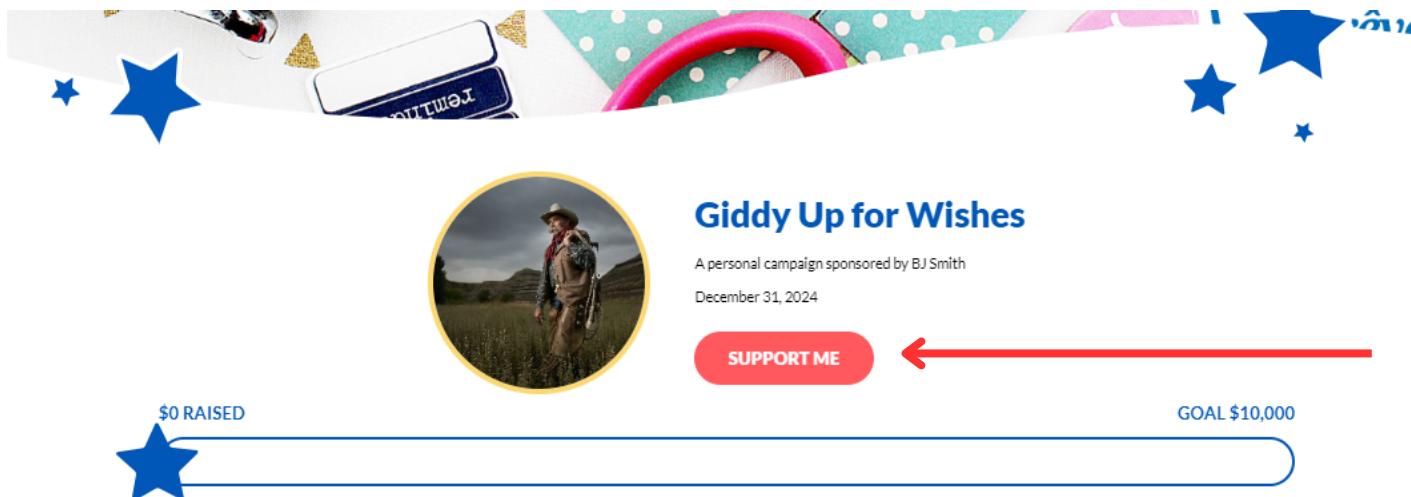 Giddy Up for Wishes
A personal campaign sponsored by BJ Smith
December 31, 2024
SUPPORT ME
$0 RAISED
GOAL $10,000